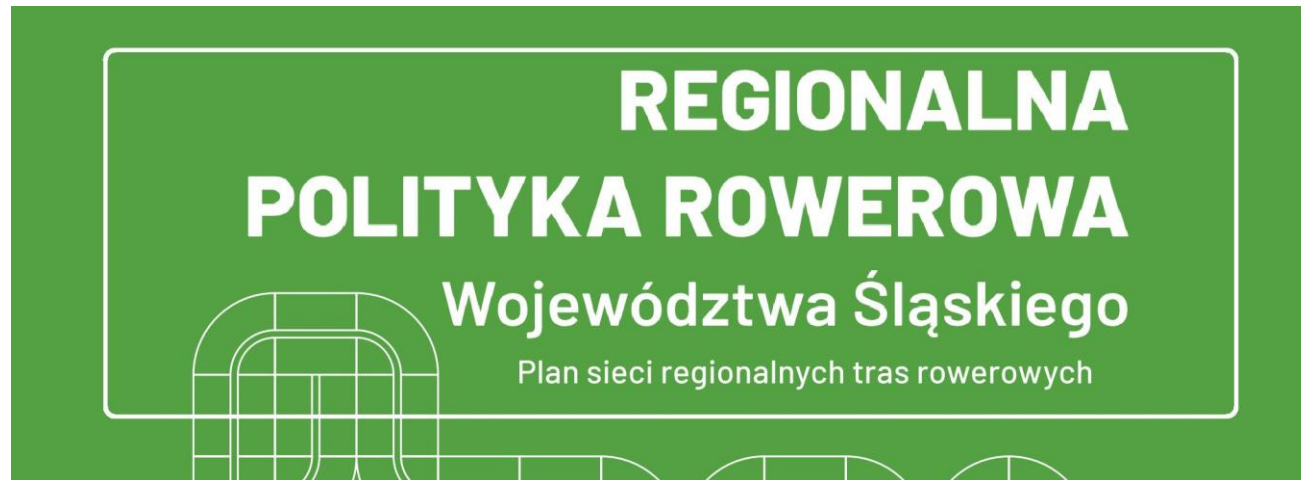 REGIONALNA
POLITYKA ROWEROWA
Województwa Śląskiego
Plan sieci regionalnych tras rowerowych